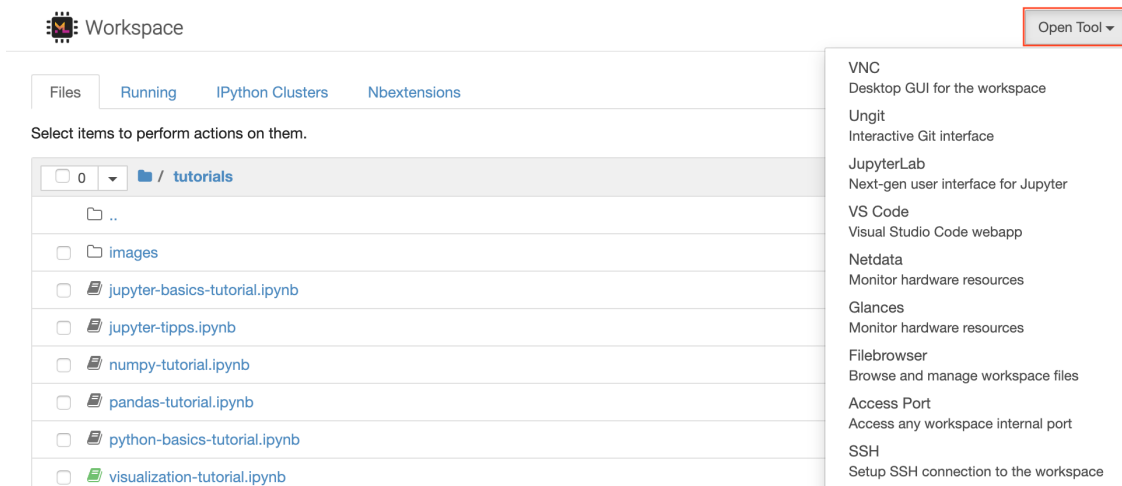 ML Workspace
Open Tool
Files Running IPython Clusters Nbextensions
Select items to perform actions on them.
0 / tutorials
..
images
jupyter-basics-tutorial.ipynb
jupyter-tipps.ipynb
numpy-tutorial.ipynb
pandas-tutorial.ipynb
python-basics-tutorial.ipynb
visualization-tutorial.ipynb
VNC
Desktop GUI for the workspace
Ungit
Interactive Git interface
JupyterLab
Next-gen user interface for Jupyter
VS Code
Visual Studio Code webapp
Netdata
Monitor hardware resources
Glances
Monitor hardware resources
Filebrowser
Browse and manage workspace files
Access Port
Access any workspace internal port
SSH
Setup SSH connection to the workspace